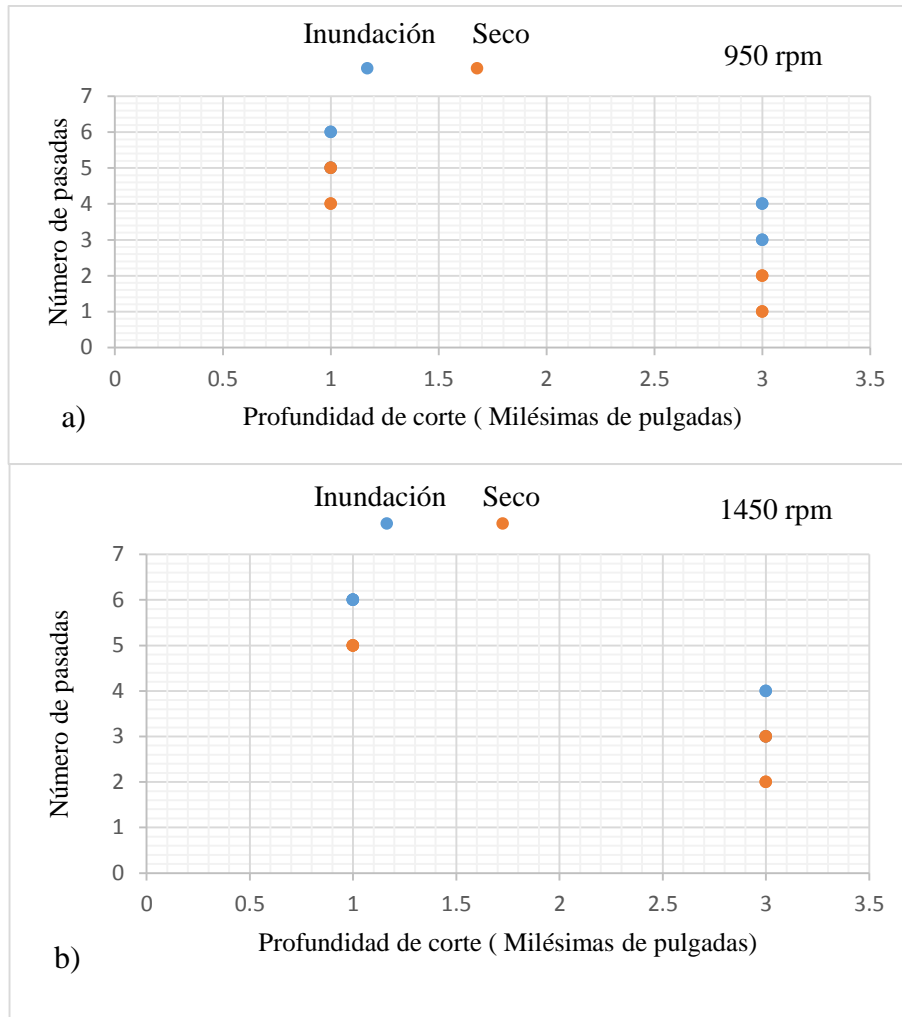 Inundación Seco 950 rpm
Número de pasadas
7
6
5
4
3
2
1
0
0 0.5 1 1.5 2 2.5 3 3.5
Profundidad de corte ( Milésimas de pulgadas)
a)
Inundación Seco 1450 rpm
Número de pasadas
7
6
5
4
3
2
1
0
0 0.5 1 1.5 2 2.5 3 3.5
Profundidad de corte ( Milésimas de pulgadas)
b)